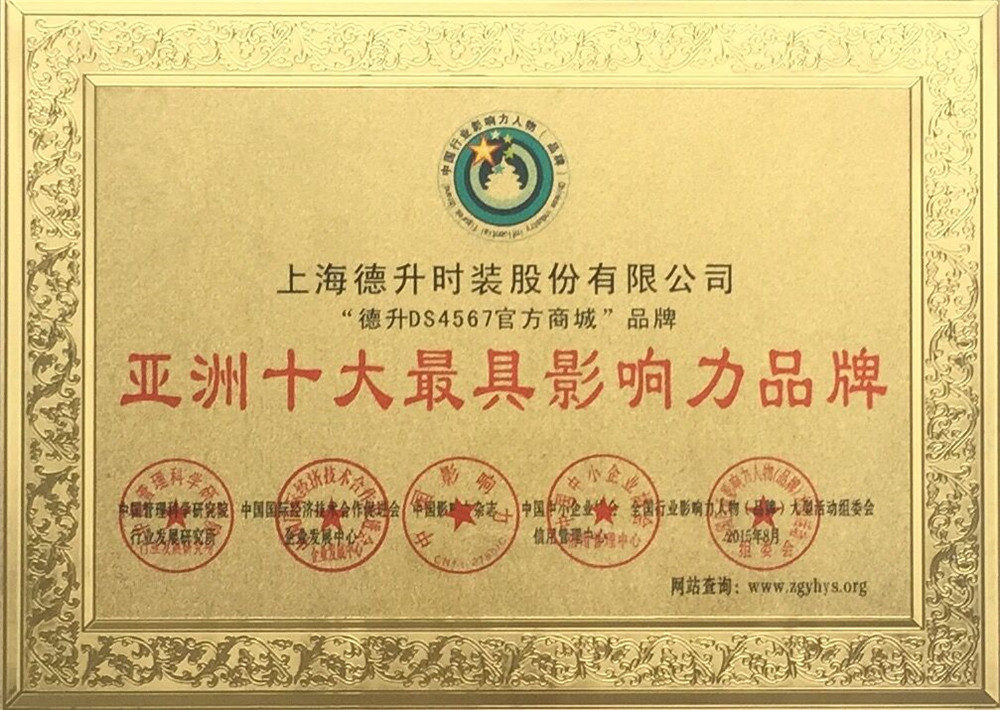 中国行业影响力人物（品牌）
上海德升时装股份有限公司
“德升DS4567官方商城”品牌
亚洲十大最具影响力品牌
中国管理科学研究院 中国国际经济技术合作促进会 中国影响力杂志 中国中小企业协会 全国行业影响力人物（品牌）大型活动组委会
行业发展研究所 企业发展中心 信用管理中心 2015年8月
网站查询：www.zgyhys.org